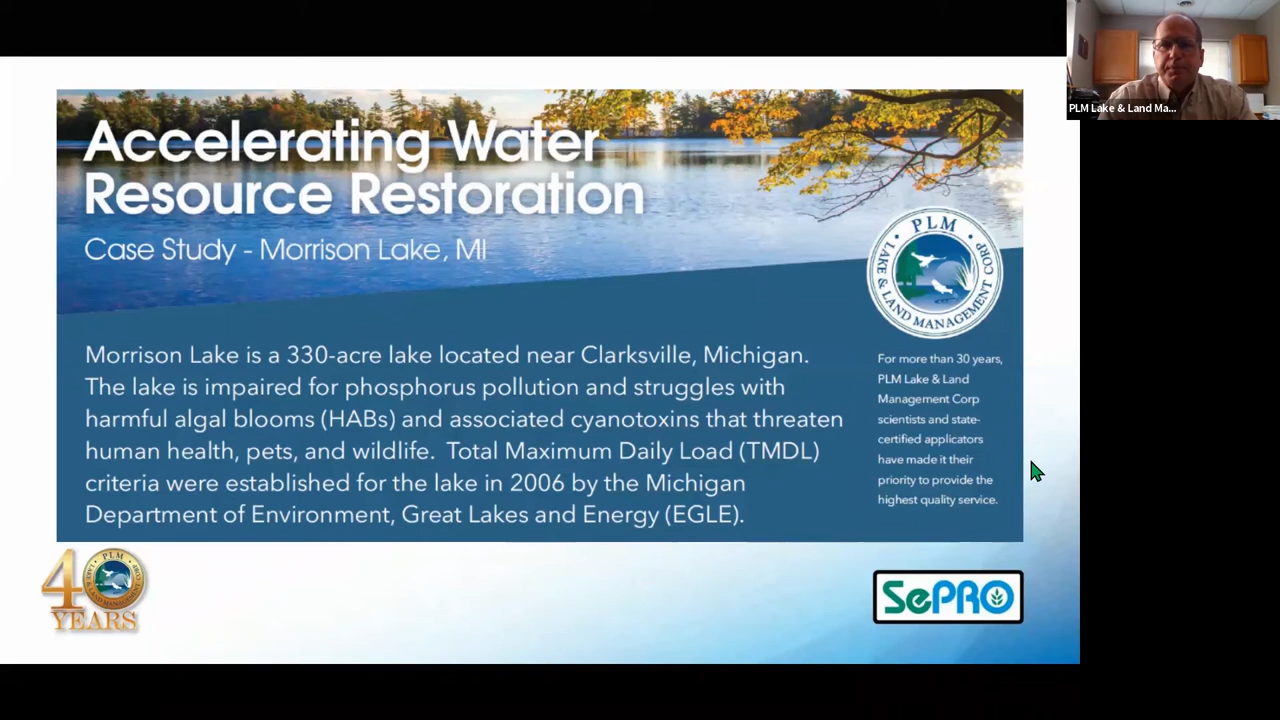 PLM Lake & Land Ma...
Accelerating Water
Resource Restoration
Case Study - Morrison Lake, MI
PLM
LAKE & LAND MANAGEMENT CORP
Morrison Lake is a 330-acre lake located near Clarksville, Michigan.
The lake is impaired for phosphorus pollution and struggles with
harmful algal blooms (HABs) and associated cyanotoxins that threaten
human health, pets, and wildlife.  Total Maximum Daily Load (TMDL)
criteria were established for the lake in 2006 by the Michigan
Department of Environment, Great Lakes and Energy (EGLE).
For more than 30 years,
PLM Lake & Land
Management Corp
scientists and state-
certified applicators
have made it their
priority to provide the
highest quality service.
40
PLM
LAKE & LAND MANAGEMENT CORP
YEARS
SePRO